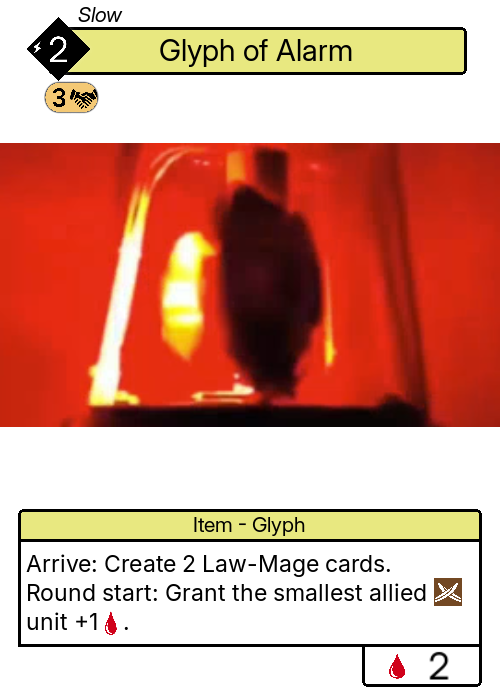 Slow
2
Glyph of Alarm
3
Item - Glyph
Arrive: Create 2 Law-Mage cards.
Round start: Grant the smallest allied
unit +1.
2